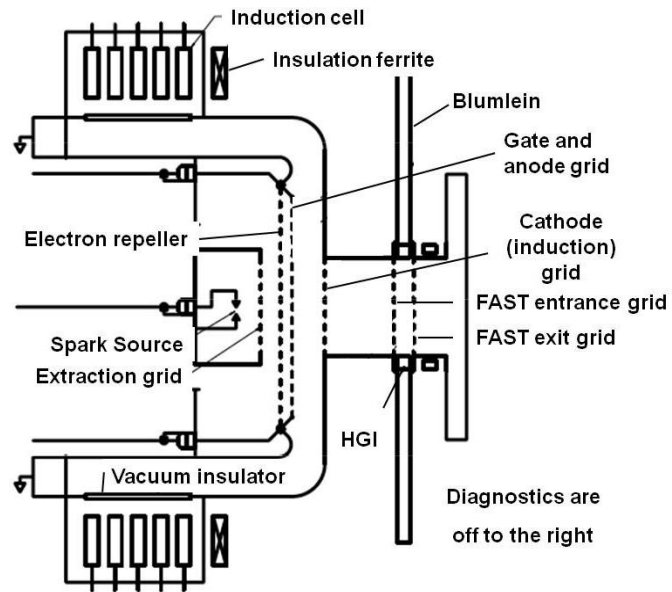 Induction cell
Insulation ferrite
Blumlein
Gate and
anode grid
Cathode
(induction)
grid
Electron repeller
FAST entrance grid
FAST exit grid
Spark Source
Extraction grid
HGI
Vacuum insulator
Diagnostics are
off to the right